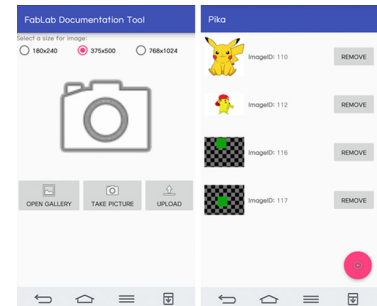 FabLab Documentation Tool
Select a size for image:
180x240 375x500 768x1024
OPEN GALLERY TAKE PICTURE UPLOAD
Pika
ImageID: 110 REMOVE
ImageID: 112 REMOVE
ImageID: 116 REMOVE
ImageID: 117 REMOVE